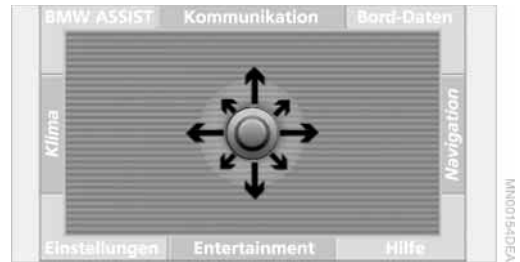 BMW ASSIST Kommunikation Bord-Daten
Klima
Navigation
Einstellungen Entertainment Hilfe
MN00154DEA